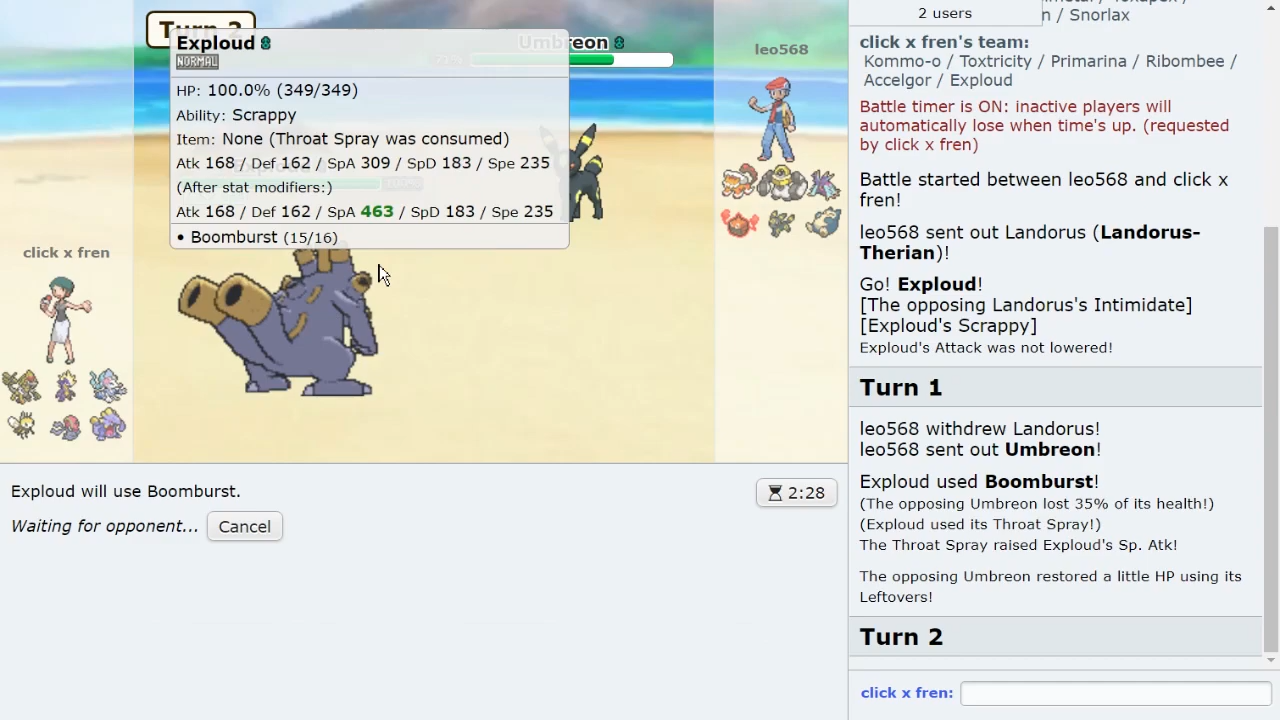 Turn 2
Exploud
NORMAL
HP: 100.0% (349/349)
Ability: Scrappy
Item: None (Throat Spray was consumed)
Atk 168 / Def 162 / SpA 309 / SpD 183 / Spe 235
(After stat modifiers:)
Atk 168 / Def 162 / SpA 463 / SpD 183 / Spe 235
• Boomburst (15/16)
Umbreon
click x fren
leo568
Exploud will use Boomburst.
Waiting for opponent... Cancel
2:28
2 users
n / Snorlax
click x fren's team:
Kommo-o / Toxtricity / Primarina / Ribombee /
Accelgor / Exploud
Battle timer is ON: inactive players will
automatically lose when time's up. (requested
by click x fren)
Battle started between leo568 and click x
fren!
leo568 sent out Landorus (Landorus-
Therian)!
Go! Exploud!
[The opposing Landorus's Intimidate]
[Exploud's Scrappy]
Exploud's Attack was not lowered!
Turn 1
leo568 withdrew Landorus!
leo568 sent out Umbreon!
Exploud used Boomburst!
(The opposing Umbreon lost 35% of its health!)
(Exploud used its Throat Spray!)
The Throat Spray raised Exploud's Sp. Atk!
The opposing Umbreon restored a little HP using its
Leftovers!
Turn 2
click x fren: